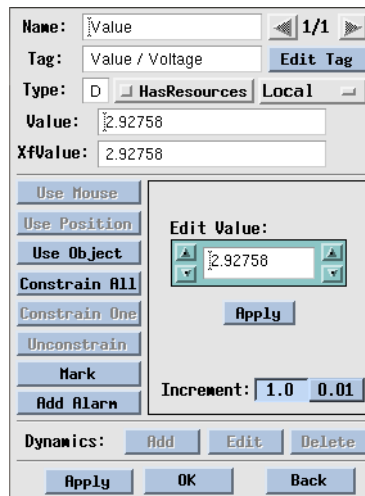 Name: Value 1/1
Tag: Value / Voltage Edit Tag
Type: D HasResources Local
Value: 2.92758
XfValue: 2.92758
Use Mouse
Use Position
Use Object
Constrain All
Constrain One
Unconstrain
Mark
Add Alarm
Edit Value:
2.92758
Apply
Increment: 1.0 0.01
Dynamics: Add Edit Delete
Apply OK Back